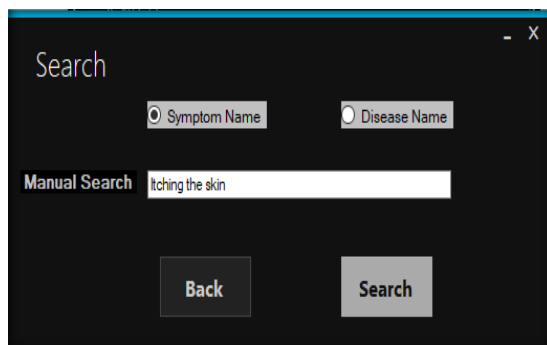 - X
Search
Symptom Name Disease Name
Manual Search Itching the skin
Back Search